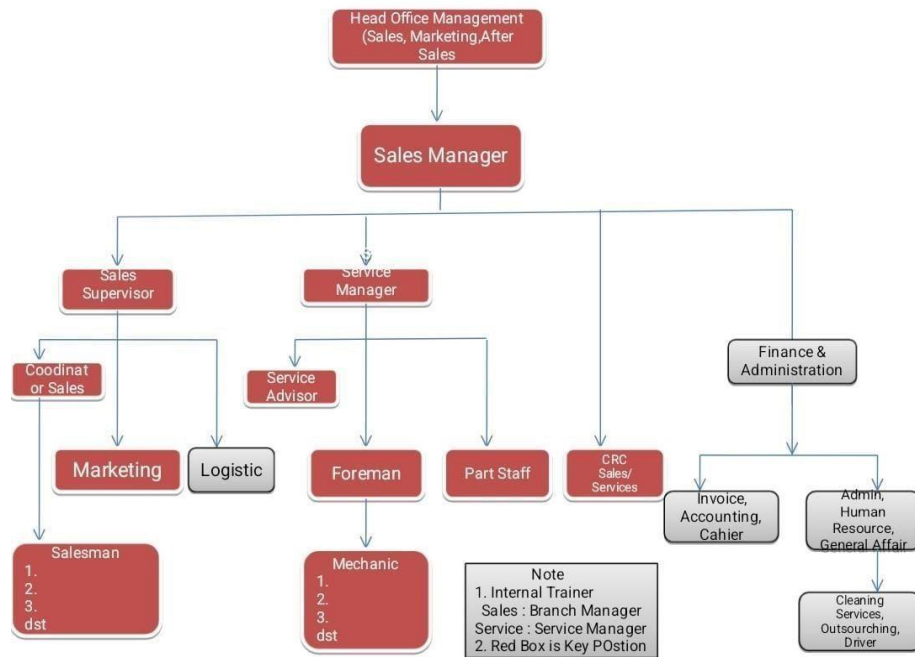 Head Office Management
(Sales, Marketing,After
Sales
Sales Manager
Sales
Supervisor
S
Service
Manager
Finance &
Administration
Coodinat
or Sales
Service
Advisor
Marketing
Logistic
Foreman
Part Staff
CRC
Sales/
Services
Invoice,
Accounting,
Cahier
Admin,
Human
Resource,
General Affair
Salesman
1.
2.
3.
dst
Mechanic
1.
2.
3.
dst
Note
1. Internal Trainer
Sales : Branch Manager
Service : Service Manager
2. Red Box is Key POstion
Cleaning
Services,
Outsourching,
Driver